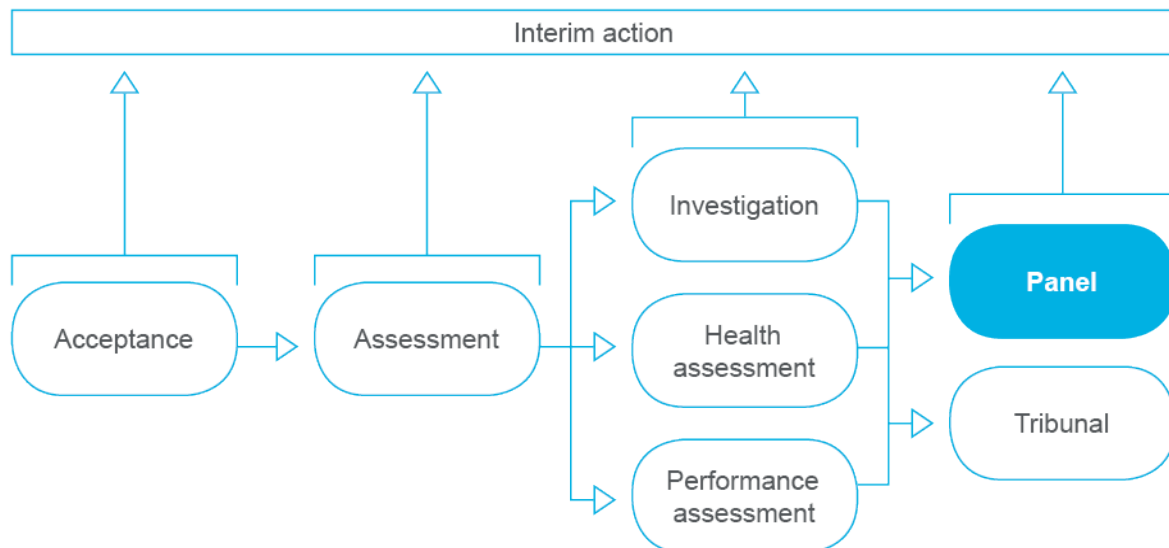 Interim action
Acceptance
Assessment
Investigation
Health
assessment
Performance
assessment
Panel
Tribunal